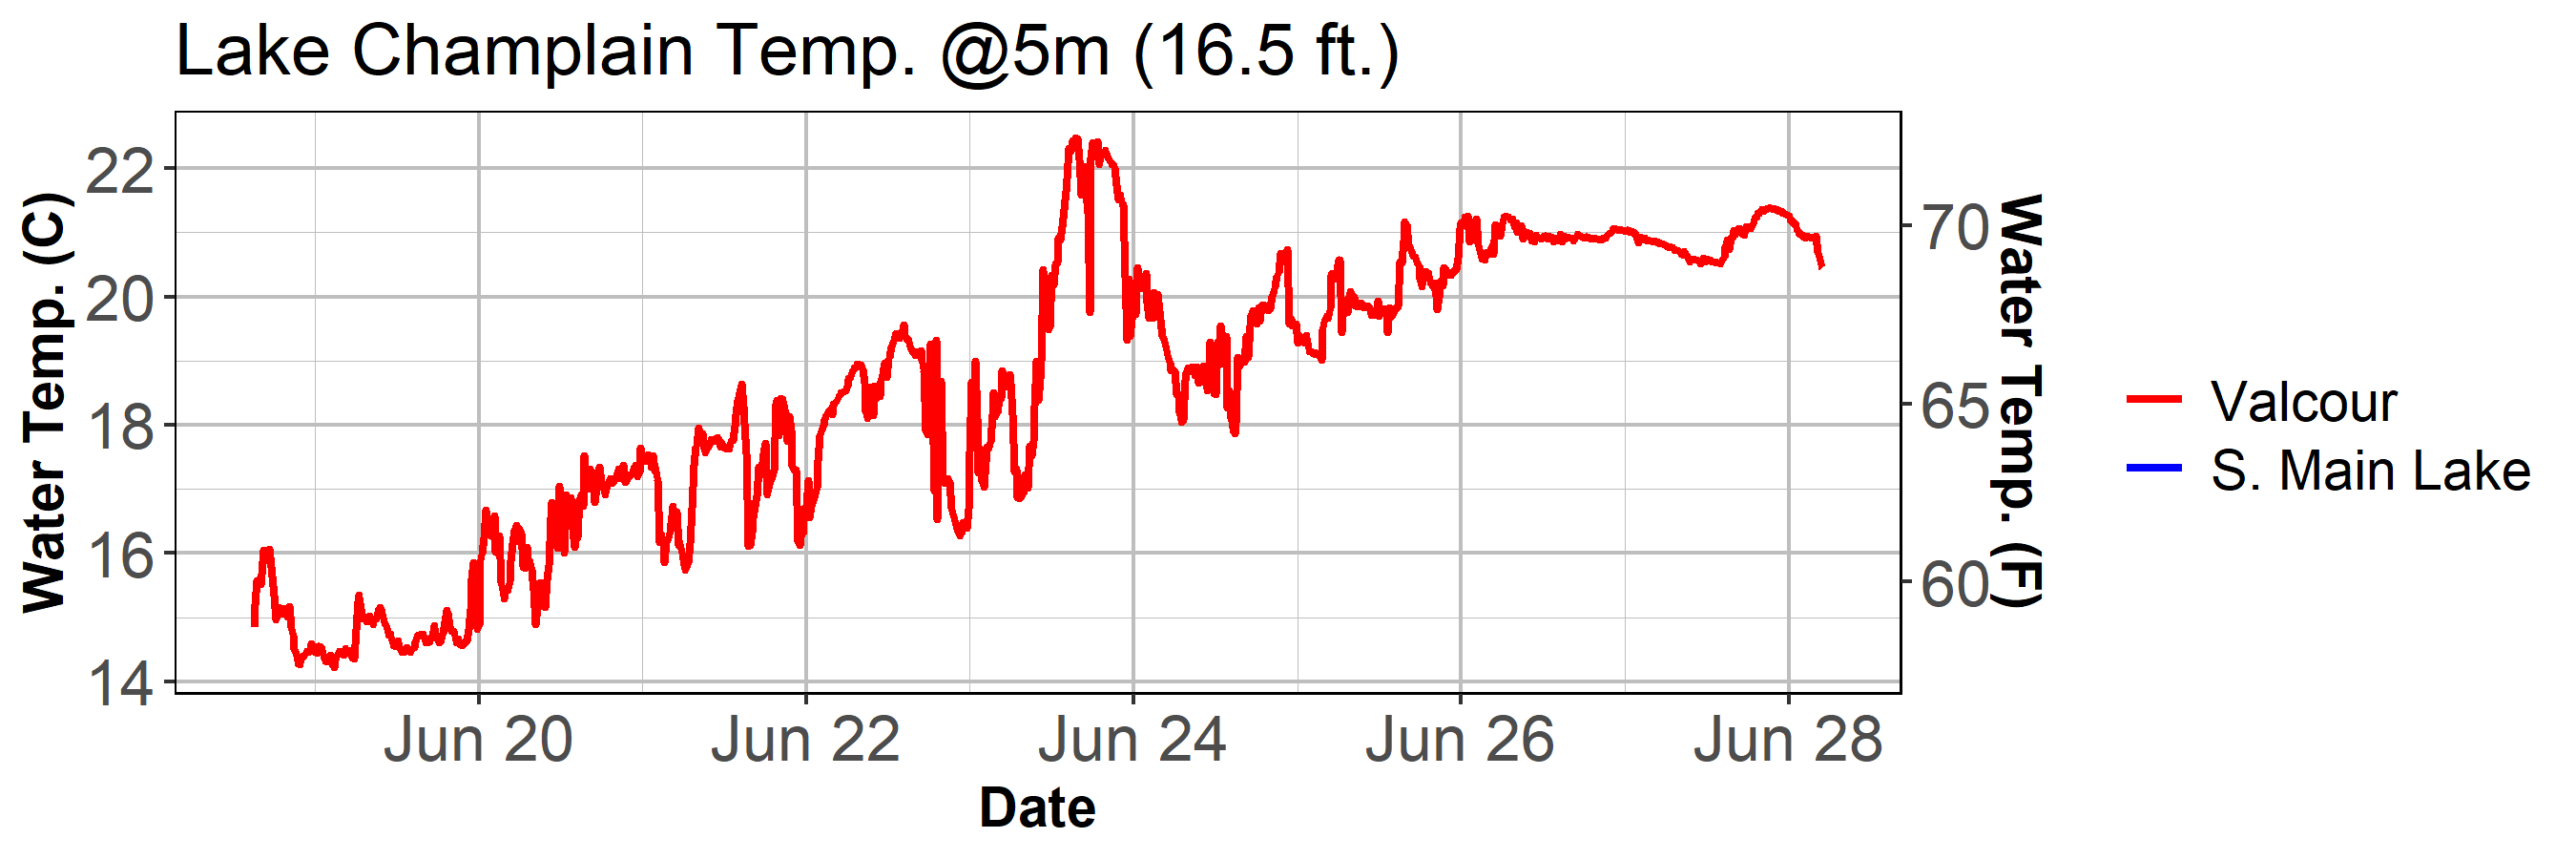 Lake Champlain Temp. @5m (16.5 ft.)
Water Temp. (C)
22
20
18
16
14
70
65
60
Water Temp. (F)
Jun 20
Jun 22
Jun 24
Jun 26
Jun 28
Date
Valcour
S. Main Lake